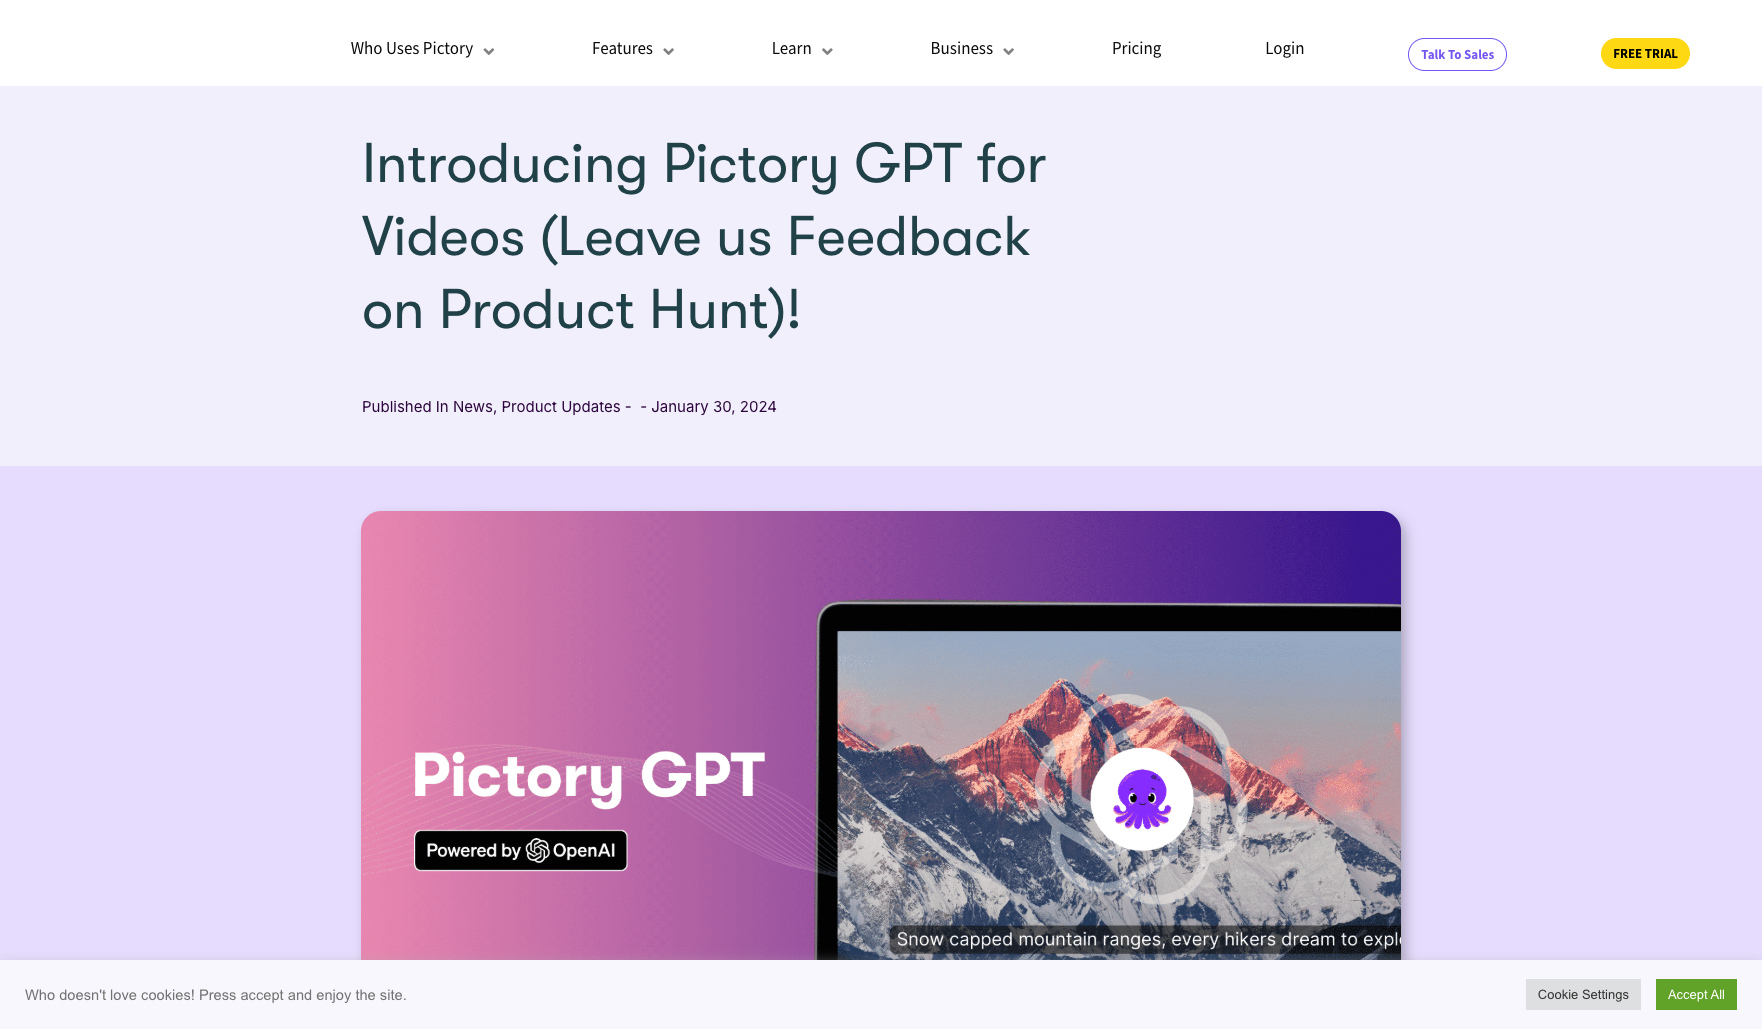 Who Uses Pictory
Features
Learn
Business
Pricing
Login
Talk To Sales
FREE TRIAL
Introducing Pictory GPT for
Videos (Leave us Feedback
on Product Hunt)!
Published In News, Product Updates -  - January 30, 2024
Pictory GPT
Powered by OpenAI
Snow capped mountain ranges, every hikers dream to
Who doesn't love cookies! Press accept and enjoy the site.
Cookie Settings
Accept All